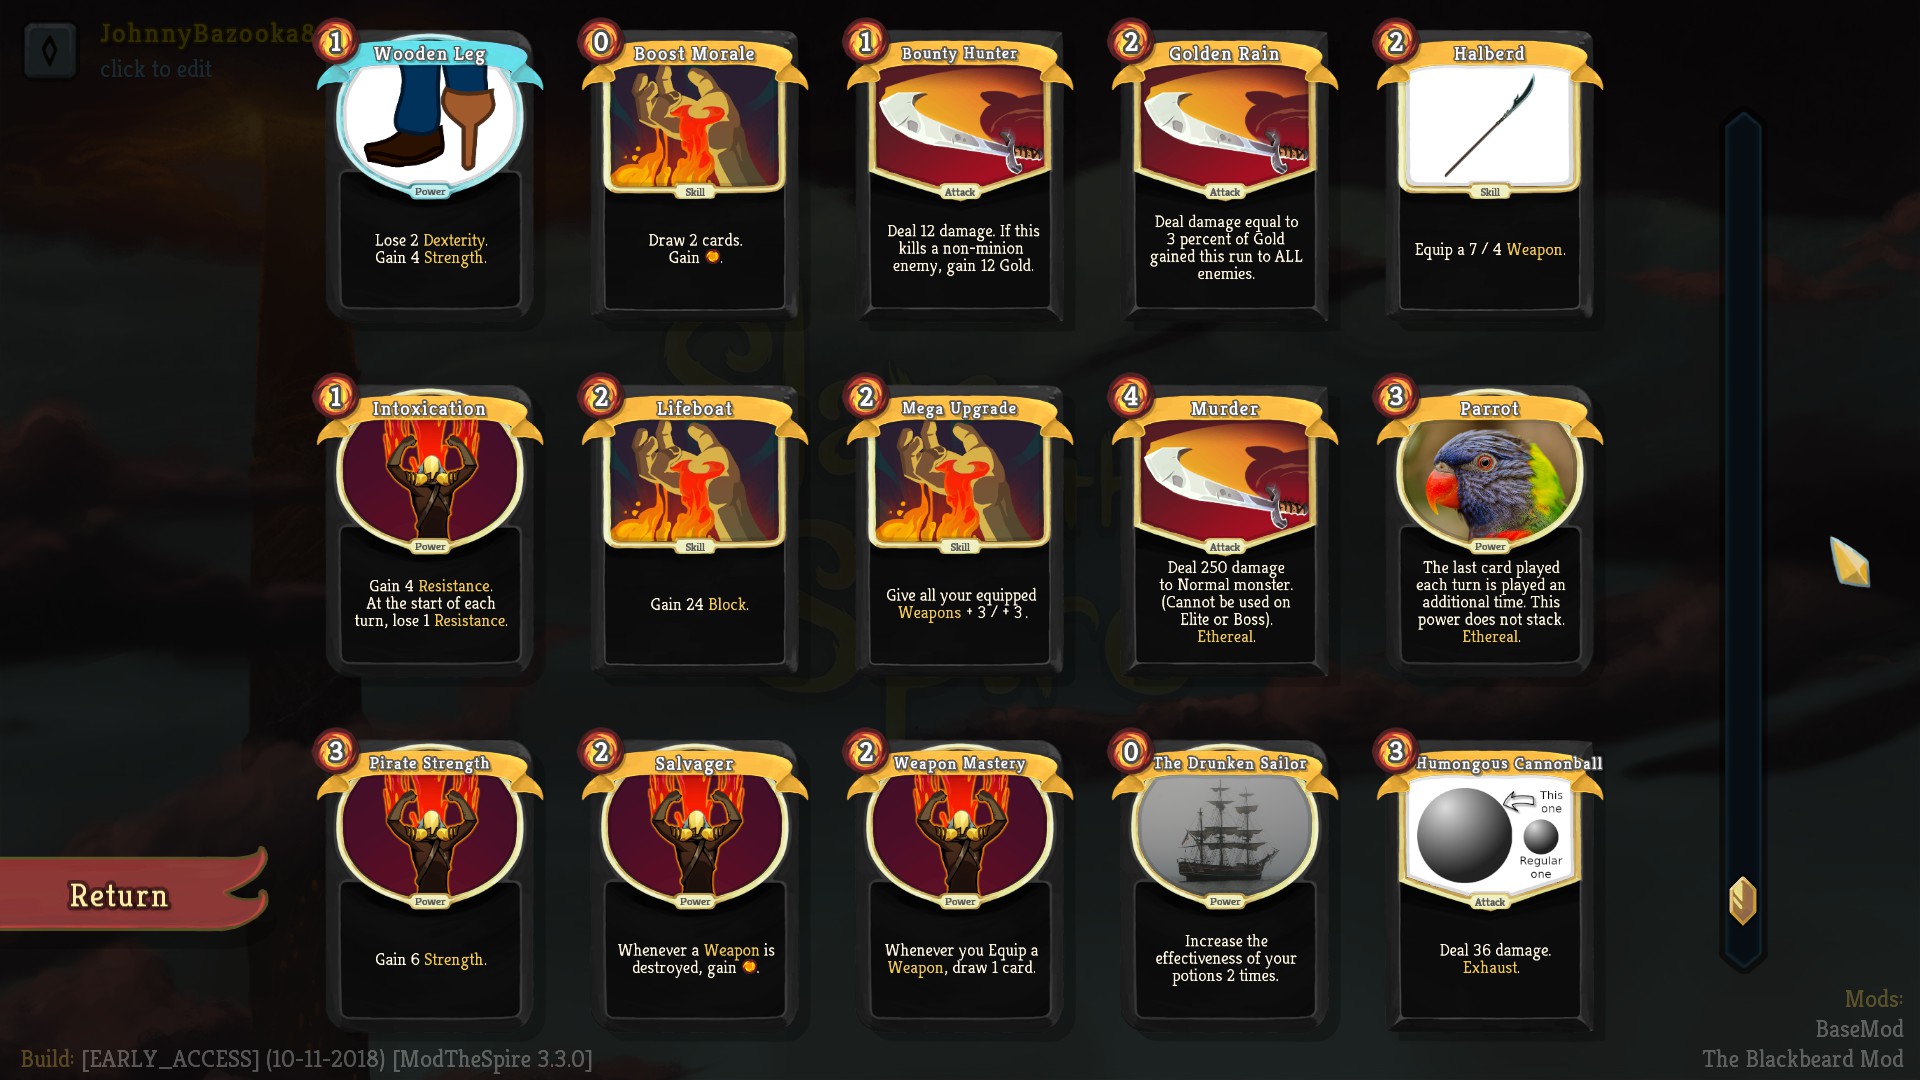 JohnnyBazooka8
click to edit
1
Wooden Leg
Power
Lose 2 Dexterity.
Gain 4 Strength.
0
Boost Morale
Skill
Draw 2 cards.
Gain .
1
Bounty Hunter
Attack
Deal 12 damage. If this
kills a non-minion
enemy, gain 12 Gold.
2
Golden Rain
Attack
Deal damage equal to
3 percent of Gold
gained this run to ALL
enemies.
2
Halberd
Skill
Equip a 7 / 4 Weapon.
1
Intoxication
Power
Gain 4 Resistance.
At the start of each
turn, lose 1 Resistance.
2
Lifeboat
Skill
Gain 24 Block.
2
Mega Upgrade
Skill
Give all your equipped
Weapons + 3 / + 3 .
4
Murder
Attack
Deal 250 damage
to Normal monster.
(Cannot be used on
Elite or Boss).
Ethereal.
3
Parrot
Power
The last card played
each turn is played an
additional time. This
power does not stack.
Ethereal.
3
Pirate Strength
Power
Gain 6 Strength.
2
Salvager
Power
Whenever a Weapon is
destroyed, gain .
2
Weapon Mastery
Power
Whenever you Equip a
Weapon, draw 1 card.
0
The Drunken Sailor
Power
Increase the
effectiveness of your
potions 2 times.
3
Humongous Cannonball
This
one
Regular
one
Attack
Deal 36 damage.
Exhaust.
Return
Mods:
BaseMod
The Blackbeard Mod
Build: [EARLY_ACCESS] (10-11-2018) [ModTheSpire 3.3.0]